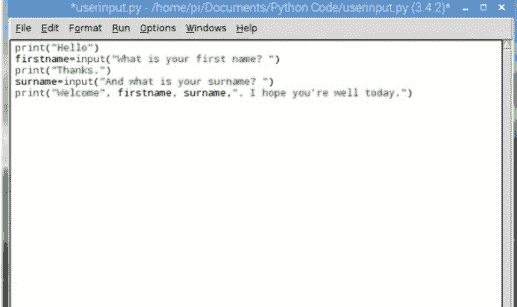 *userinput.py - /home/pi/Documents/Python Code/userinput.py (3.4.2)*
File Edit Format Run Options Windows Help
print("Hello")
firstname=input("What is your first name? ")
print("Thanks.")
surname=input("And what is your surname? ")
print("Welcome", firstname, surname,". I hope you're well today.")